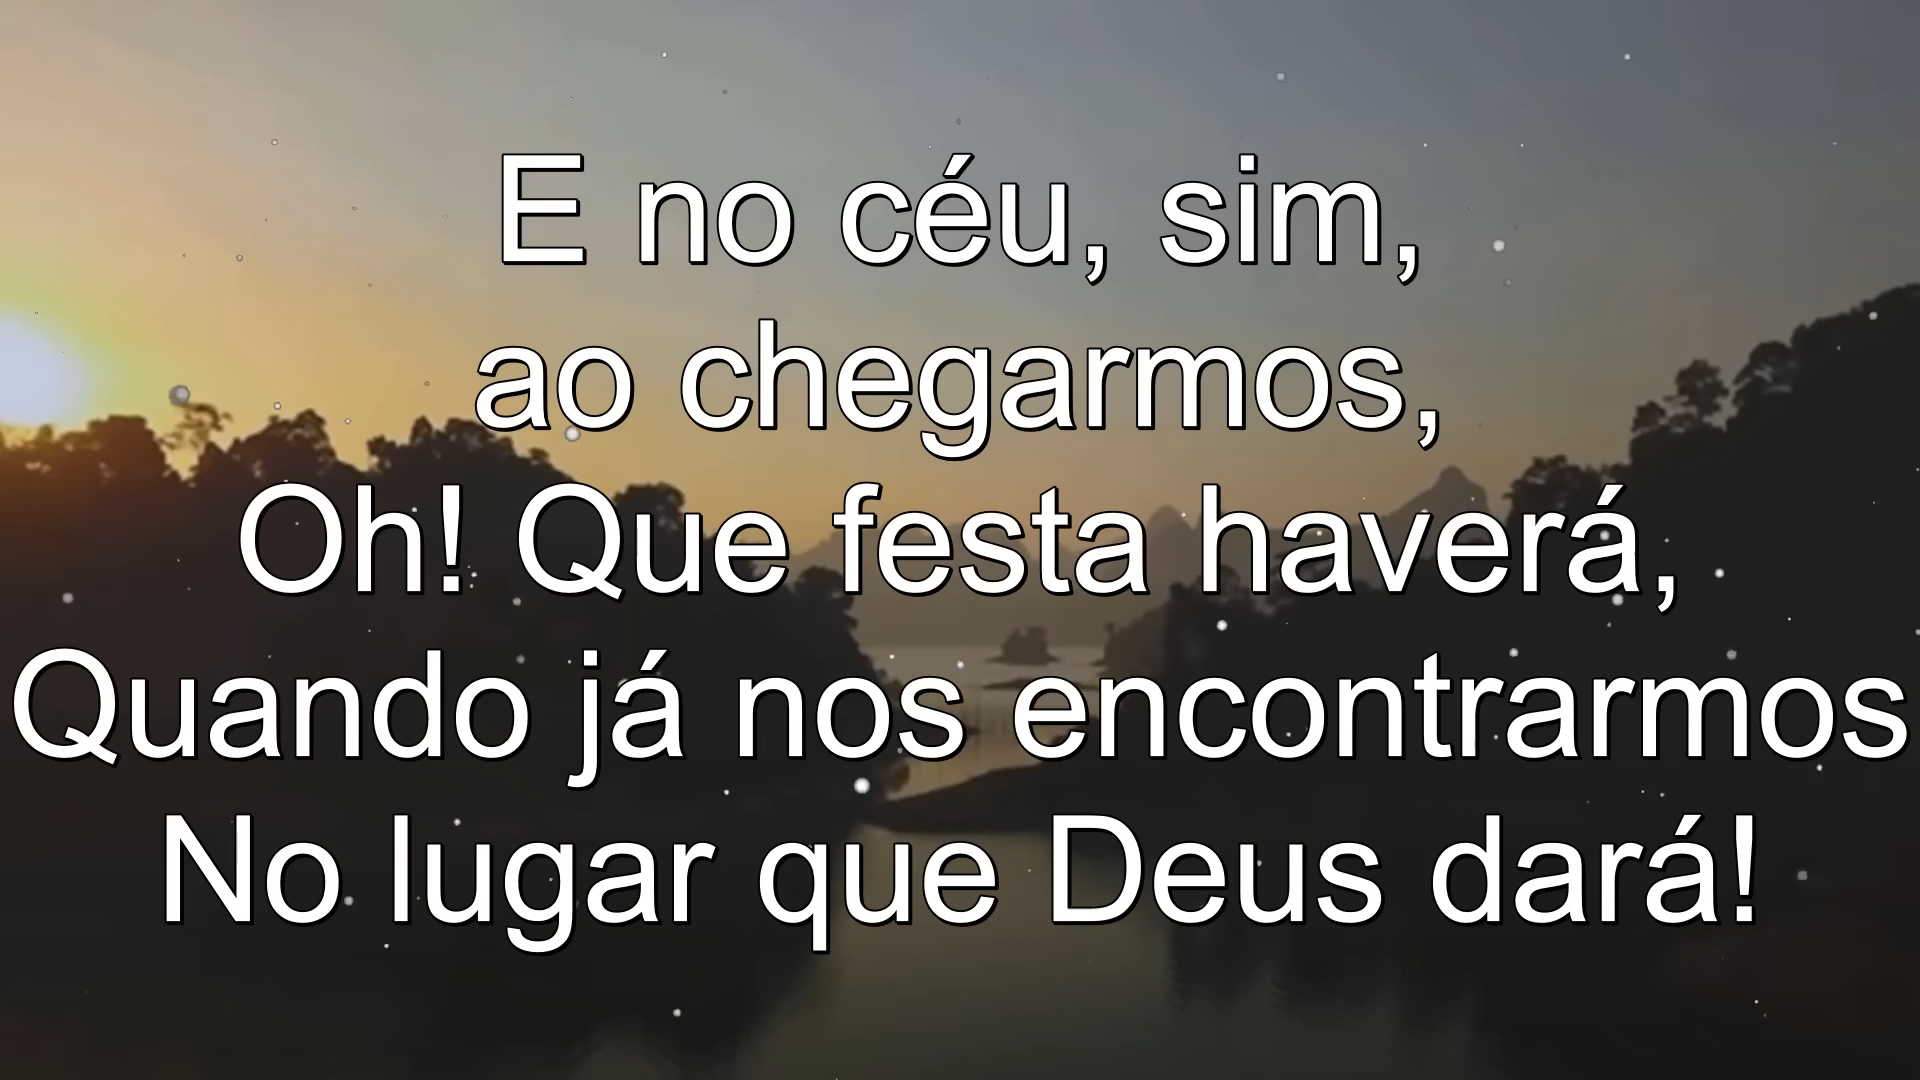 E no céu, sim,
ao chegarmos,
Oh! Que festa haverá,
Quando já nos encontrarmos
No lugar que Deus dará!